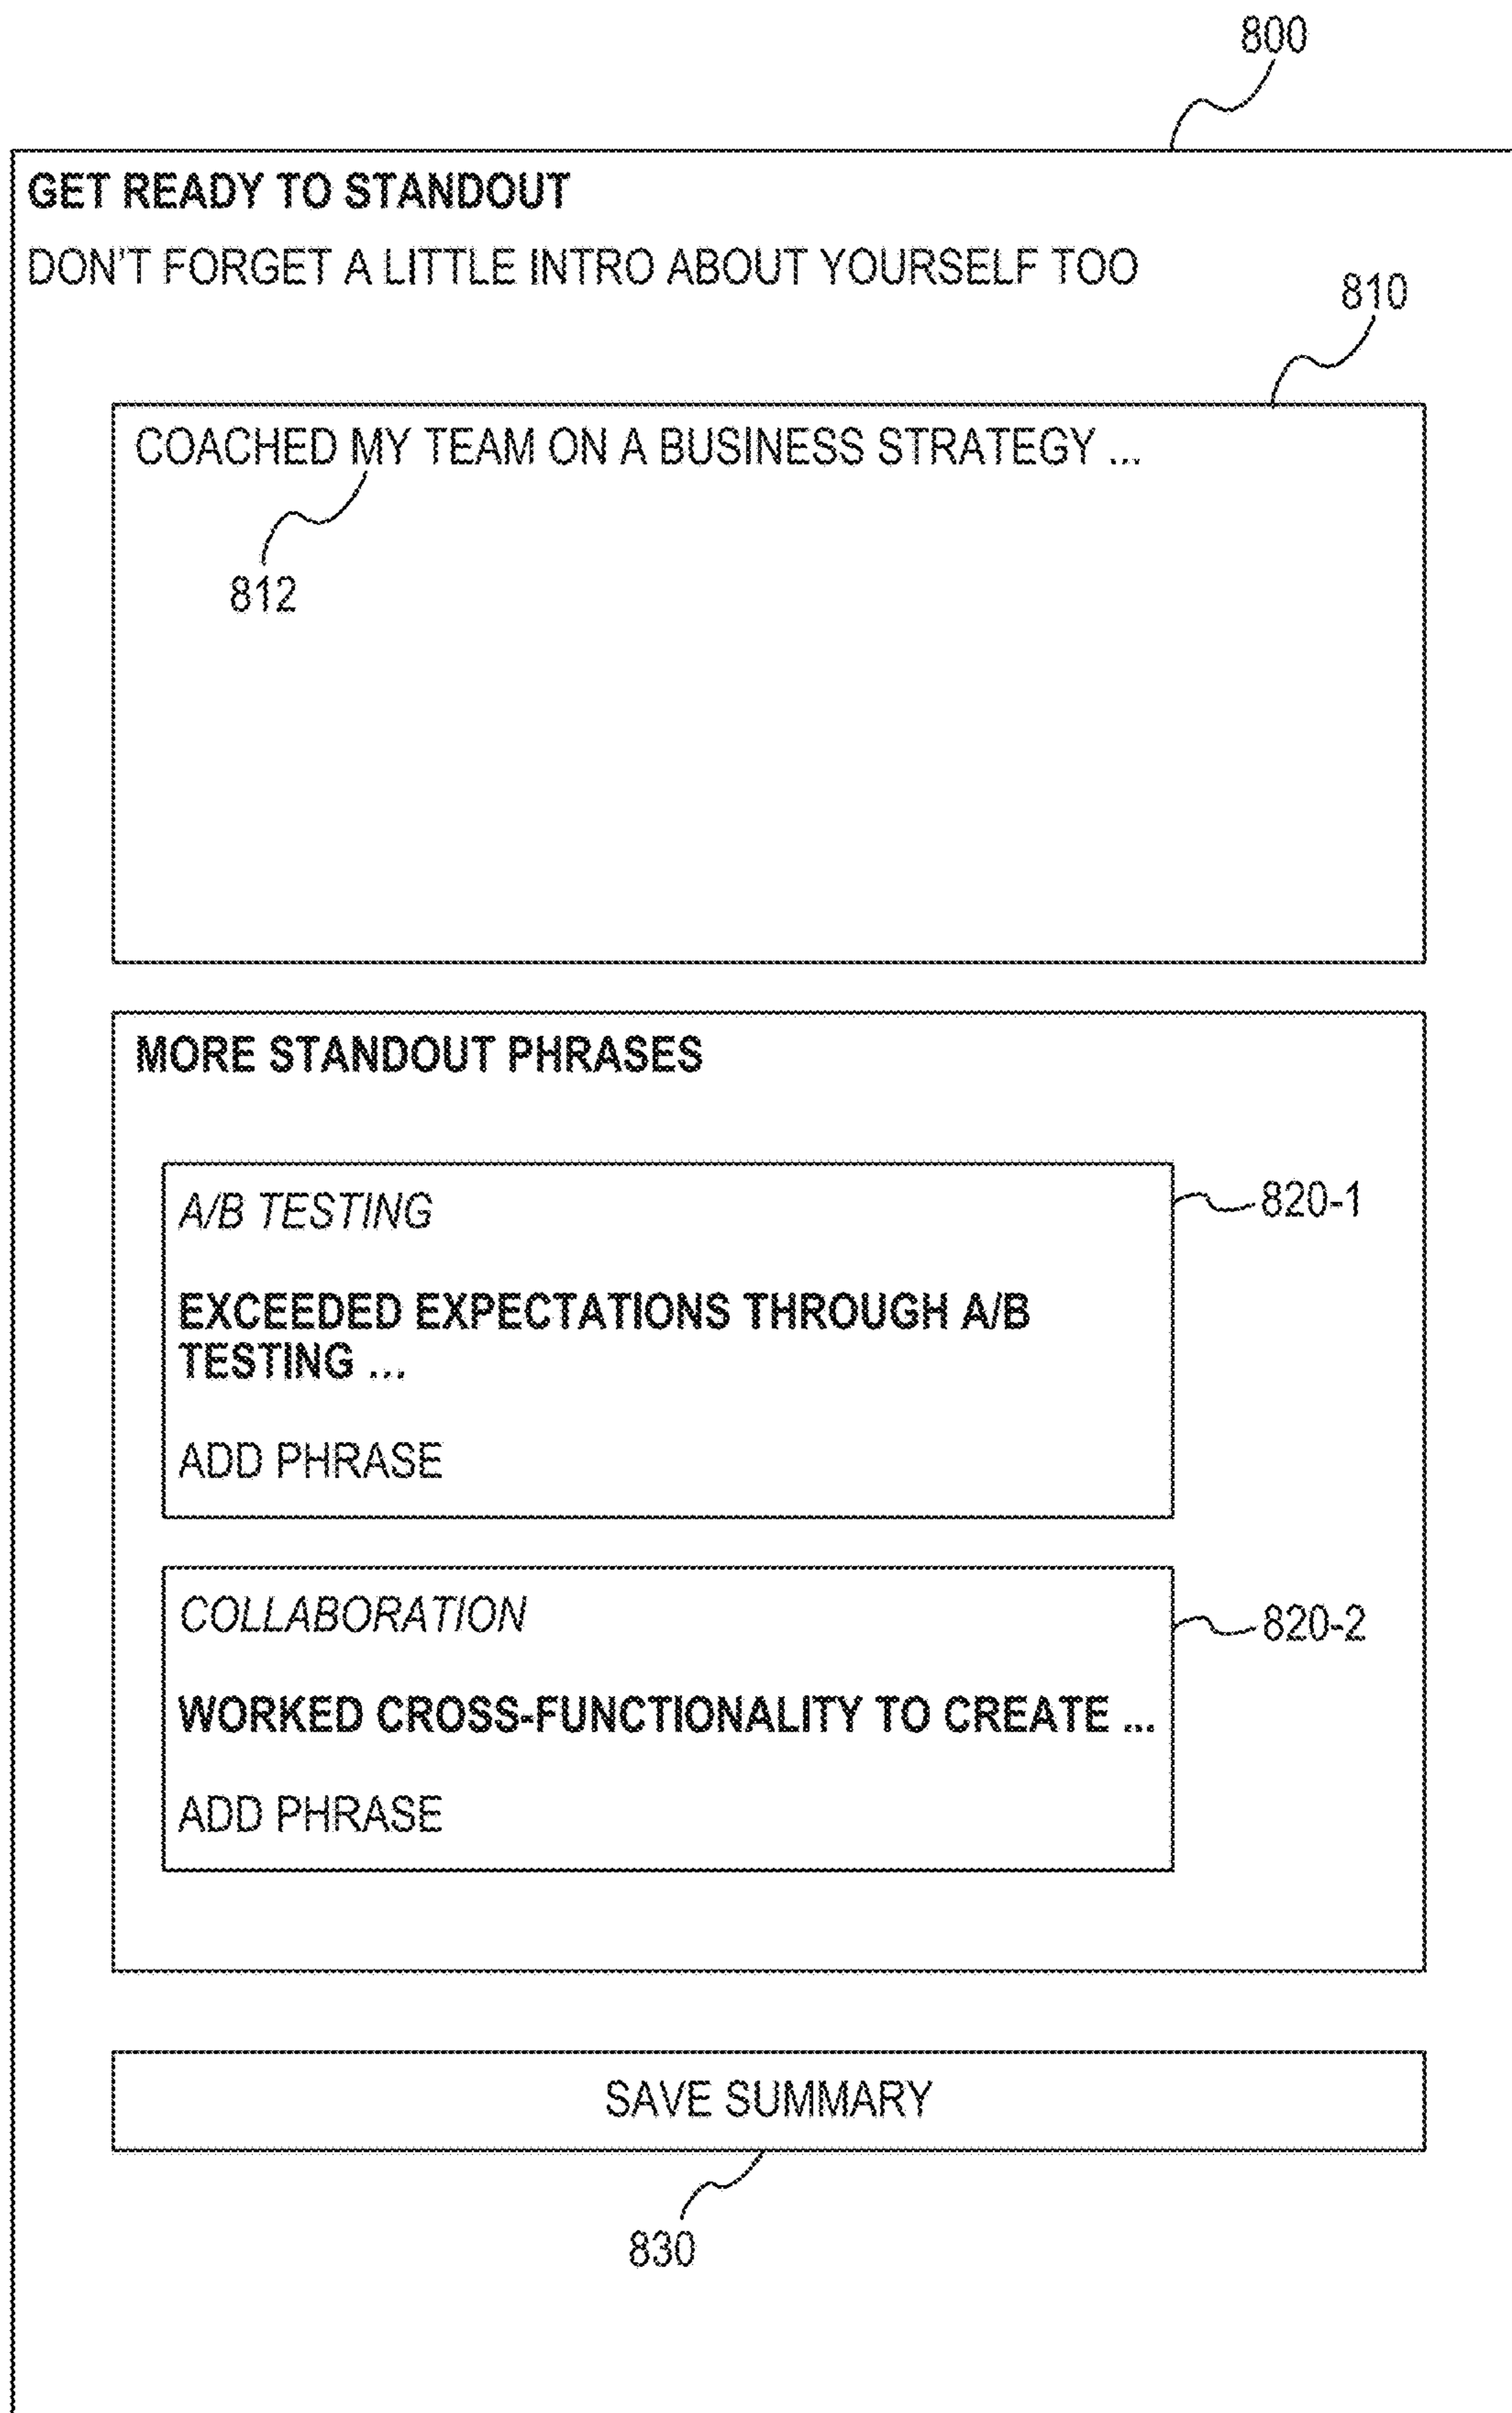 800
GET READY TO STANDOUT
DON'T FORGET A LITTLE INTRO ABOUT YOURSELF TOO
810
COACHED MY TEAM ON A BUSINESS STRATEGY ...
812
MORE STANDOUT PHRASES
A/B TESTING
820-1
EXCEEDED EXPECTATIONS THROUGH A/B
TESTING ...
ADD PHRASE
COLLABORATION
820-2
WORKED CROSS-FUNCTIONALITY TO CREATE ...
ADD PHRASE
SAVE SUMMARY
830